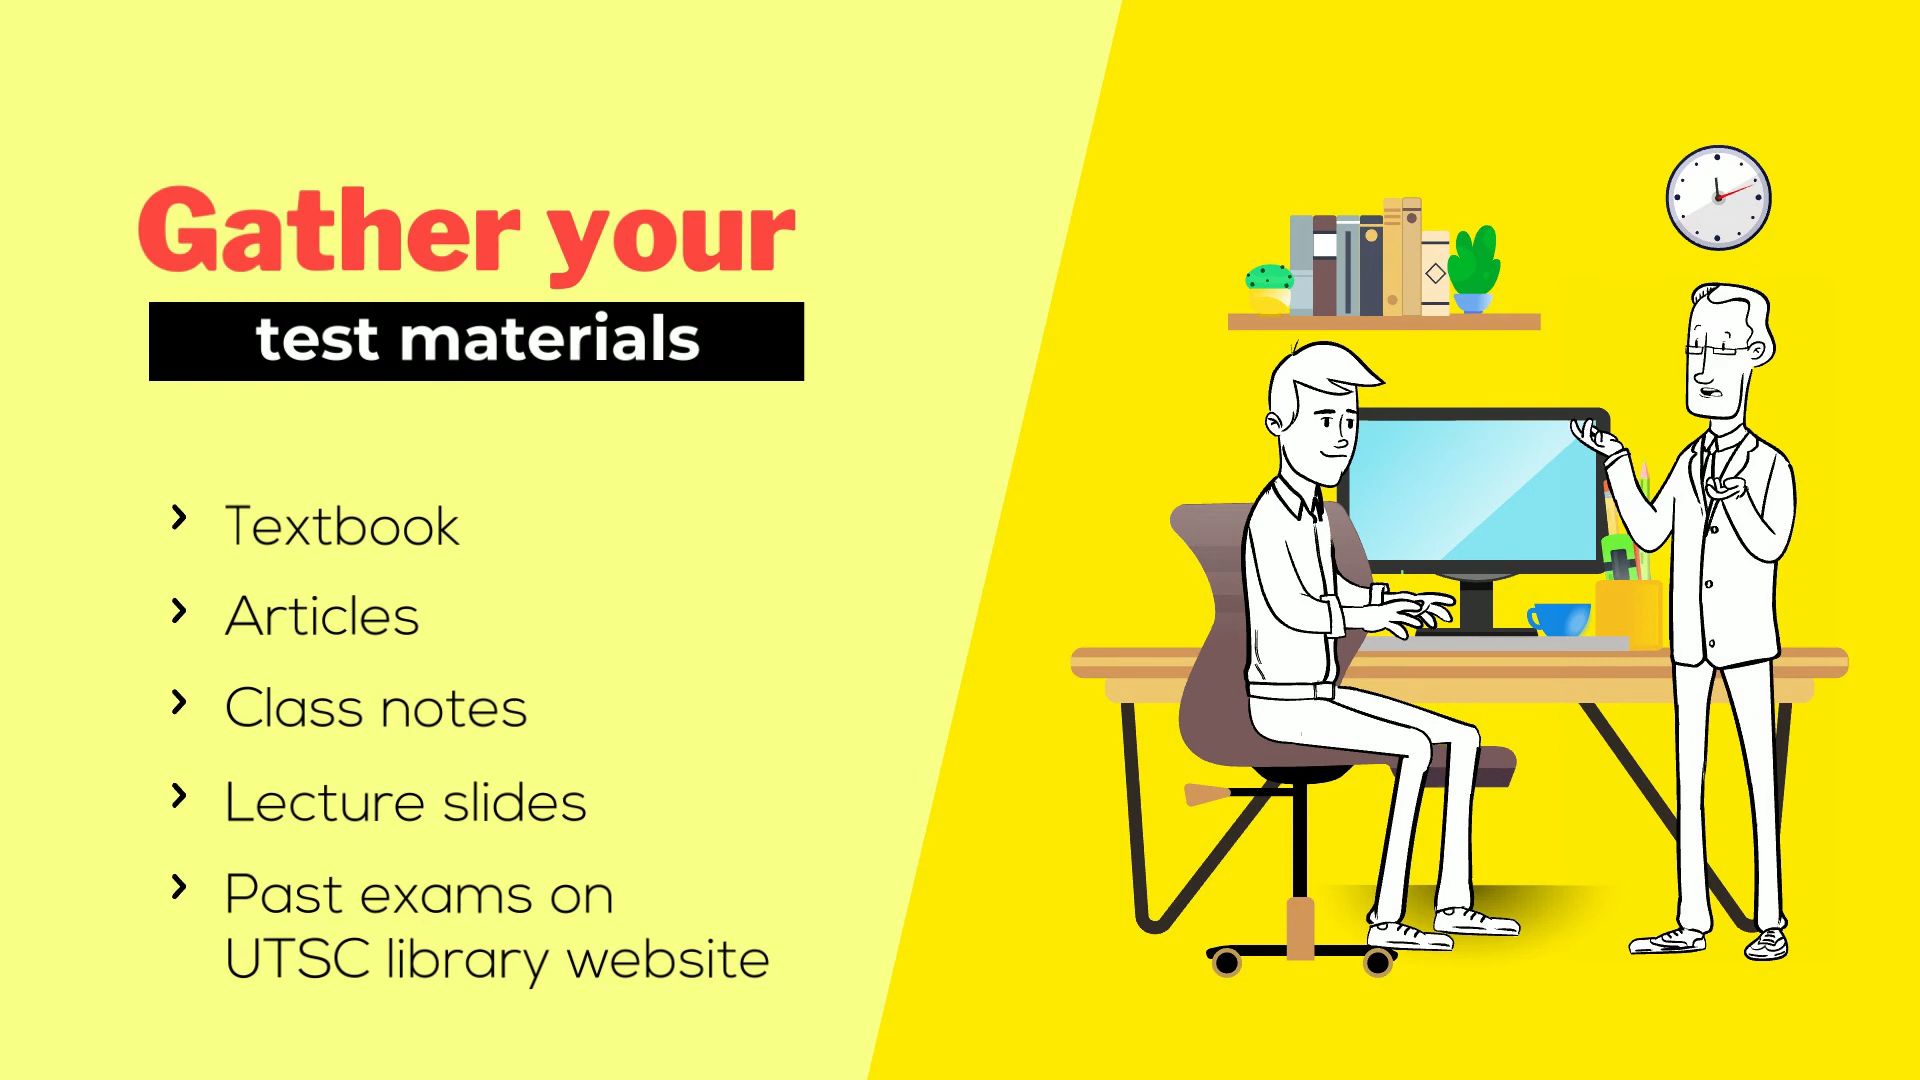 Gather your
test materials
Textbook
Articles
Class notes
Lecture slides
Past exams on
UTSC library website